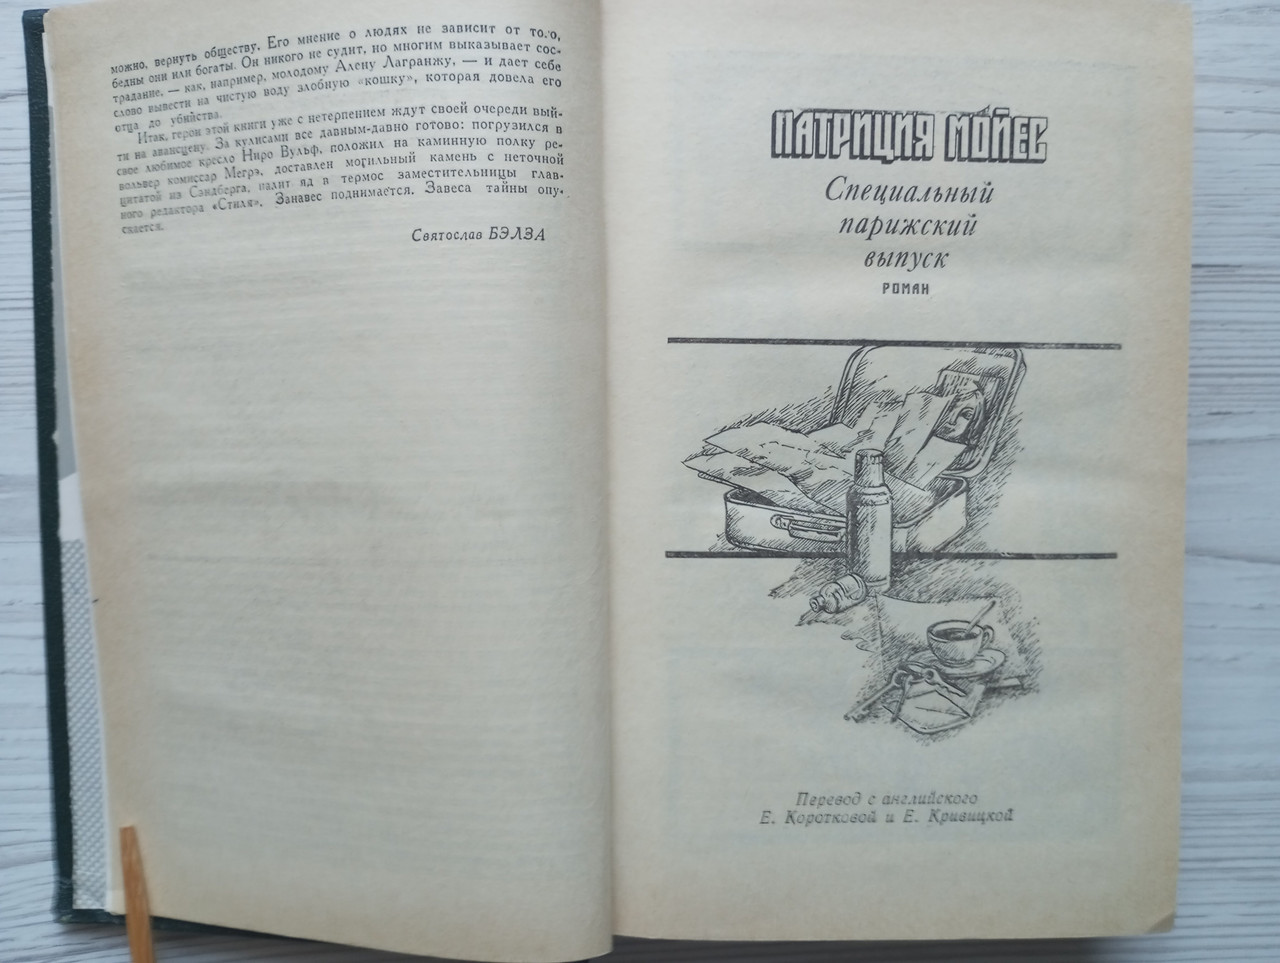 можно, вернуть обществу. Его мнение о людях не зависит от того,
бедны они или богаты. Он никого не судит, но многим выказывает сос-
традание, — как, например, молодому Алену Лагранжу, — и дает себе
слово вывести на чистую воду злобную «кошку», которая довела его
отца до убийства.
Итак, герои этой книги уже с нетерпением ждут своей очереди вый-
ти на авансцену. За кулисами все давным-давно готово: погрузился в
свое любимое кресло Ниро Вульф, положил на каминную полку ре-
вольвер комиссар Мегрэ, доставлен могильный камень с неточной
цитатой из Сэндберга, налит яд в термос заместительницы глав-
ного редактора «Стиля». Занавес поднимается. Завеса тайны опу-
скается.
Святослав БЭЛЗА
ПАТРИЦИЯ МОЙЕС
Специальный
парижский
выпуск
РОМАН
Перевод с английского
Е. Коротковой и Е. Кривицкой